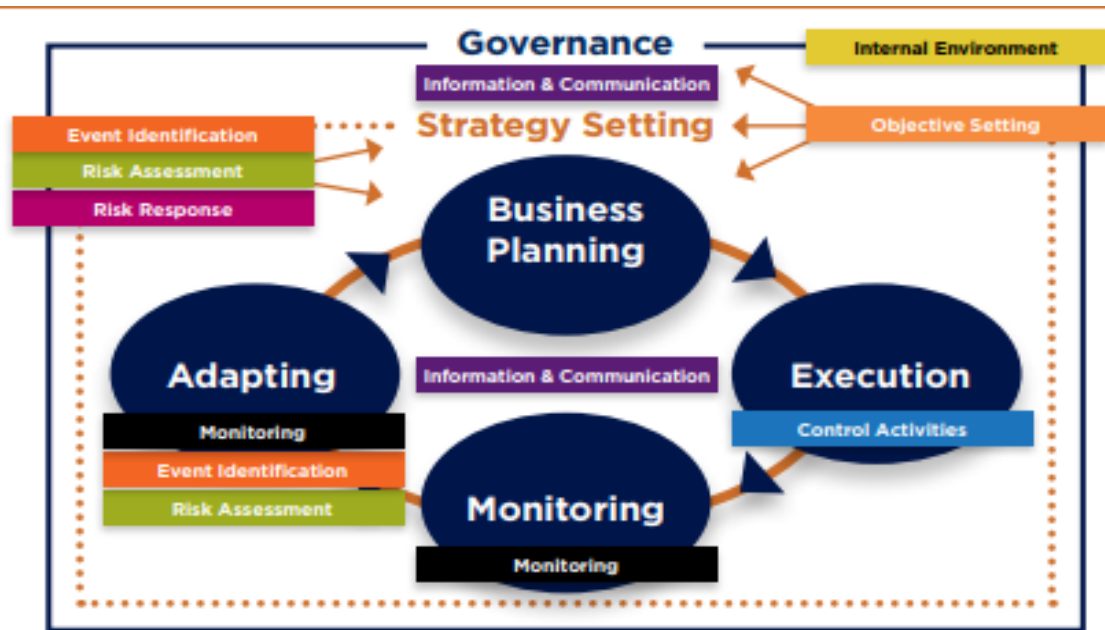 Governance
Internal Environment
Information & Communication
Event Identification
Strategy Setting
Objective Setting
Risk Assessment
Risk Response
Business
Planning
Adapting
Information & Communication
Execution
Monitoring
Control Activities
Event Identification
Risk Assessment
Monitoring
Monitoring